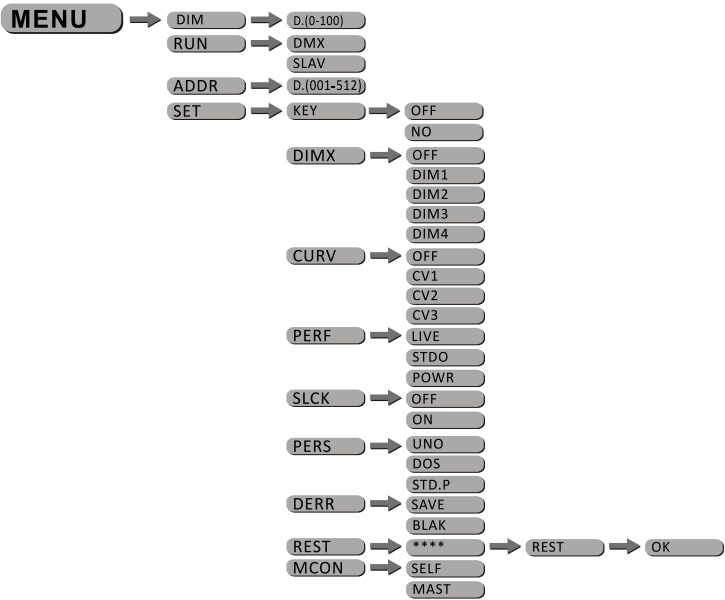 MENU DIM D.(0-100)
RUN DMX
SLAV
ADDR D.(001-512)
SET KEY OFF
NO
DIMX OFF
DIM1
DIM2
DIM3
DIM4
CURV OFF
CV1
CV2
CV3
PERF LIVE
STDO
POWR
SLCK OFF
ON
PERS UNO
DOS
STD.P
DERR SAVE
BLAK
REST **** REST OK
MCON SELF
MAST